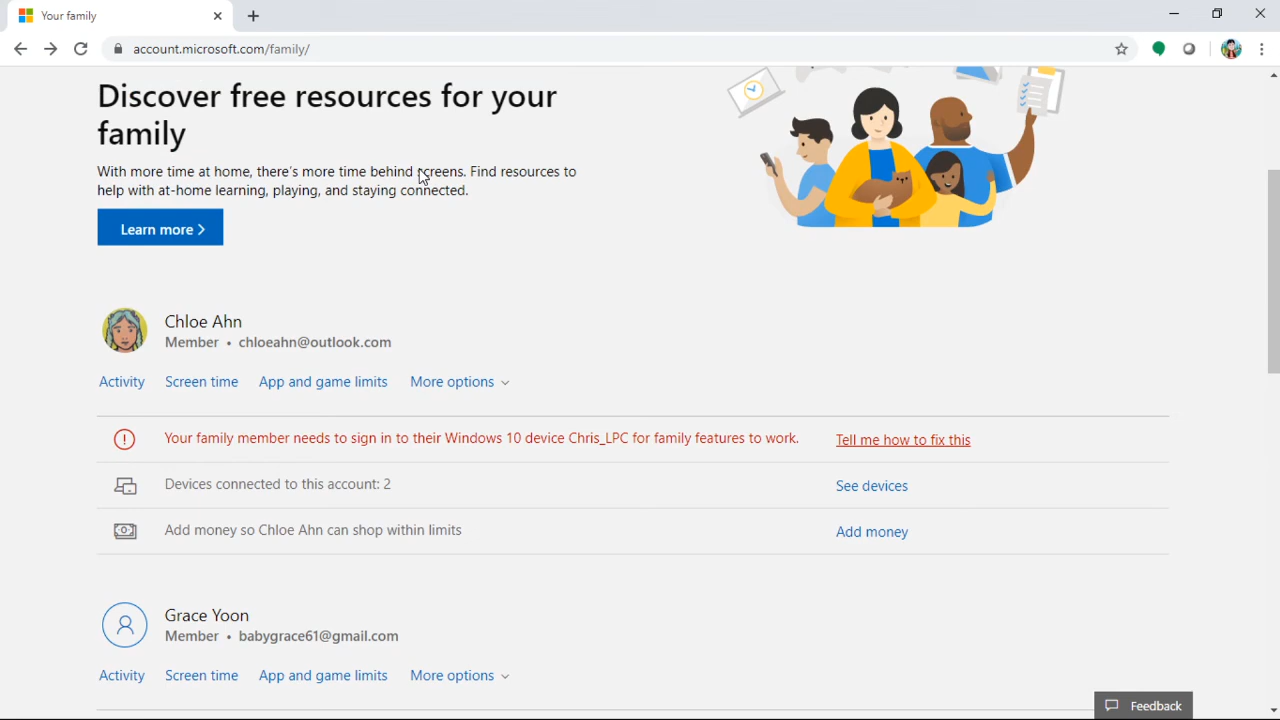 Your family
account.microsoft.com/family/
Discover free resources for your
family
With more time at home, there's more time behind screens. Find resources to
help with at-home learning, playing, and staying connected.
Learn more >
Chloe Ahn
Member • chloeahn@outlook.com
Activity Screen time App and game limits More options
Your family member needs to sign in to their Windows 10 device Chris_LPC for family features to work. Tell me how to fix this
Devices connected to this account: 2 See devices
Add money so Chloe Ahn can shop within limits Add money
Grace Yoon
Member • babygrace61@gmail.com
Activity Screen time App and game limits More options
Feedback